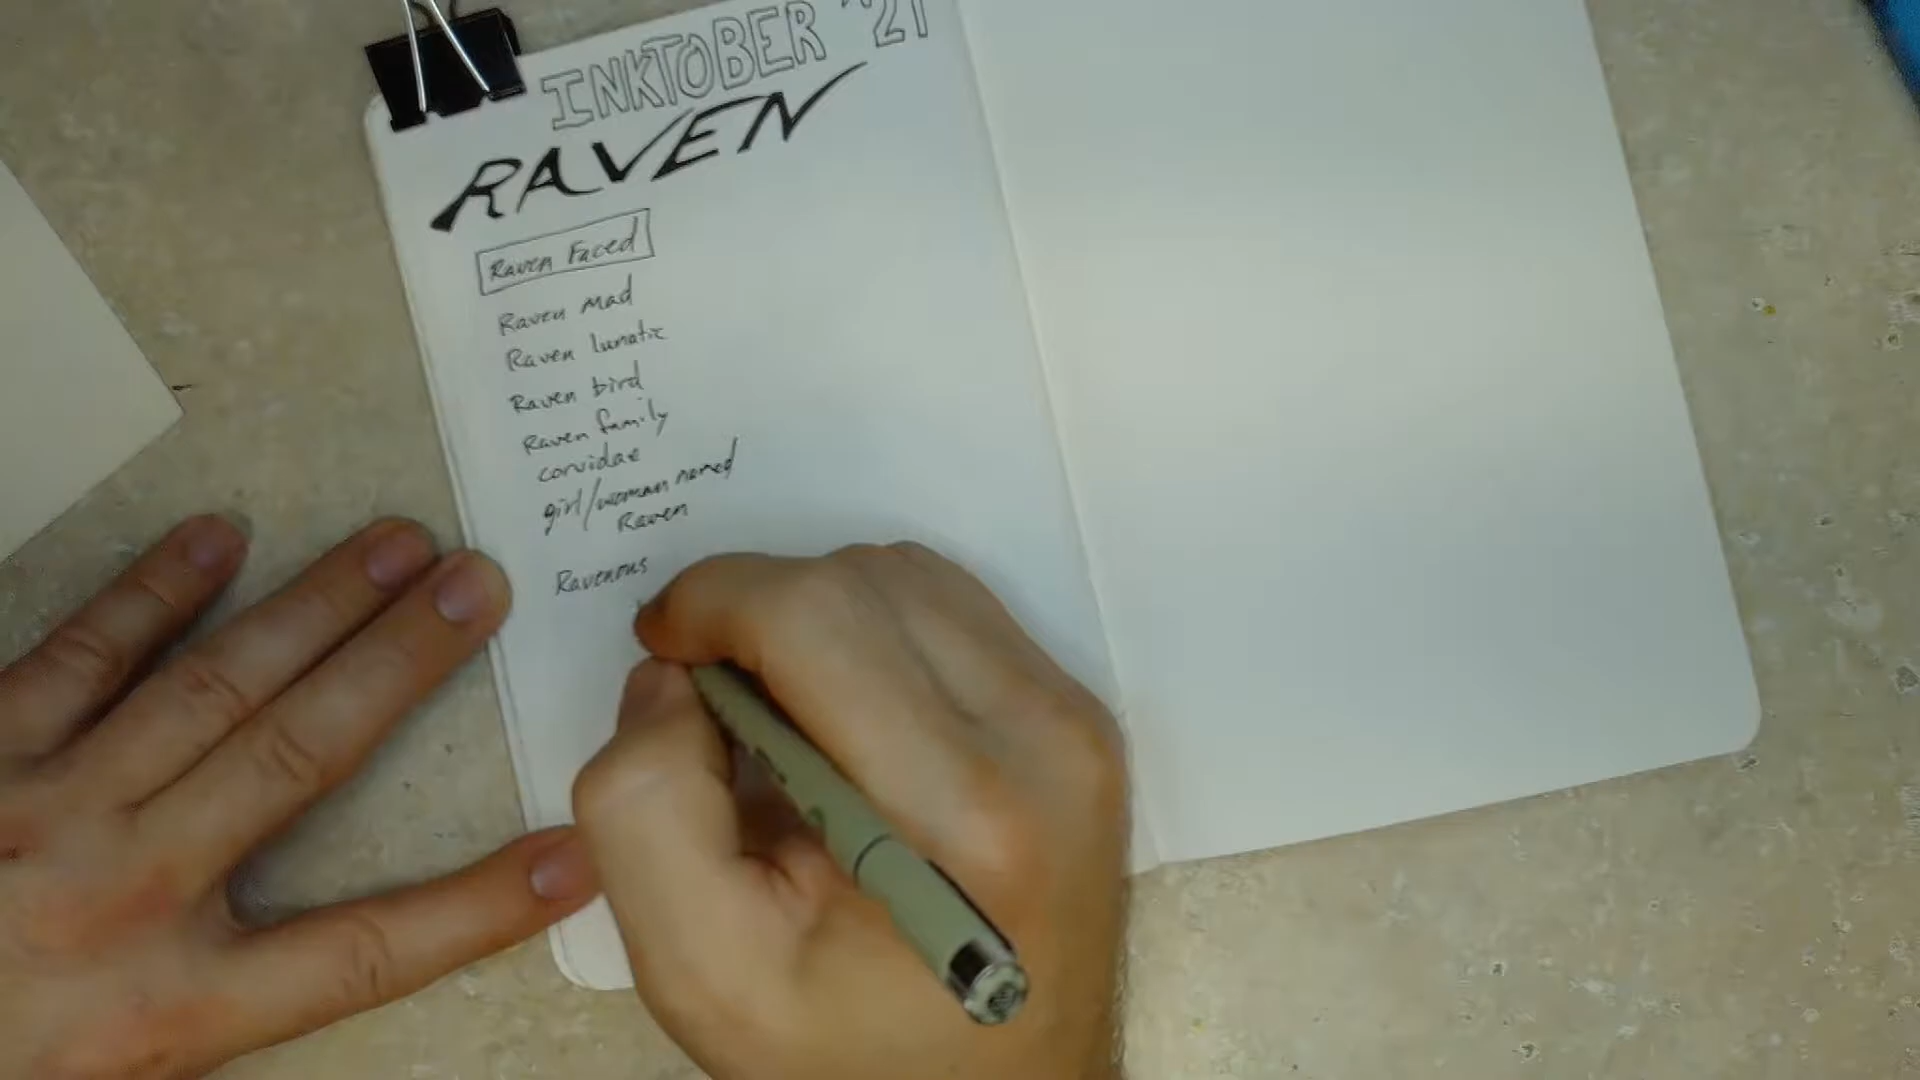 INKTOBER '21
RAVEN
Raven Faced
Raven mad
Raven lunatic
Raven bird
Raven family
corvidae
girl/woman named
Raven
Ravenous